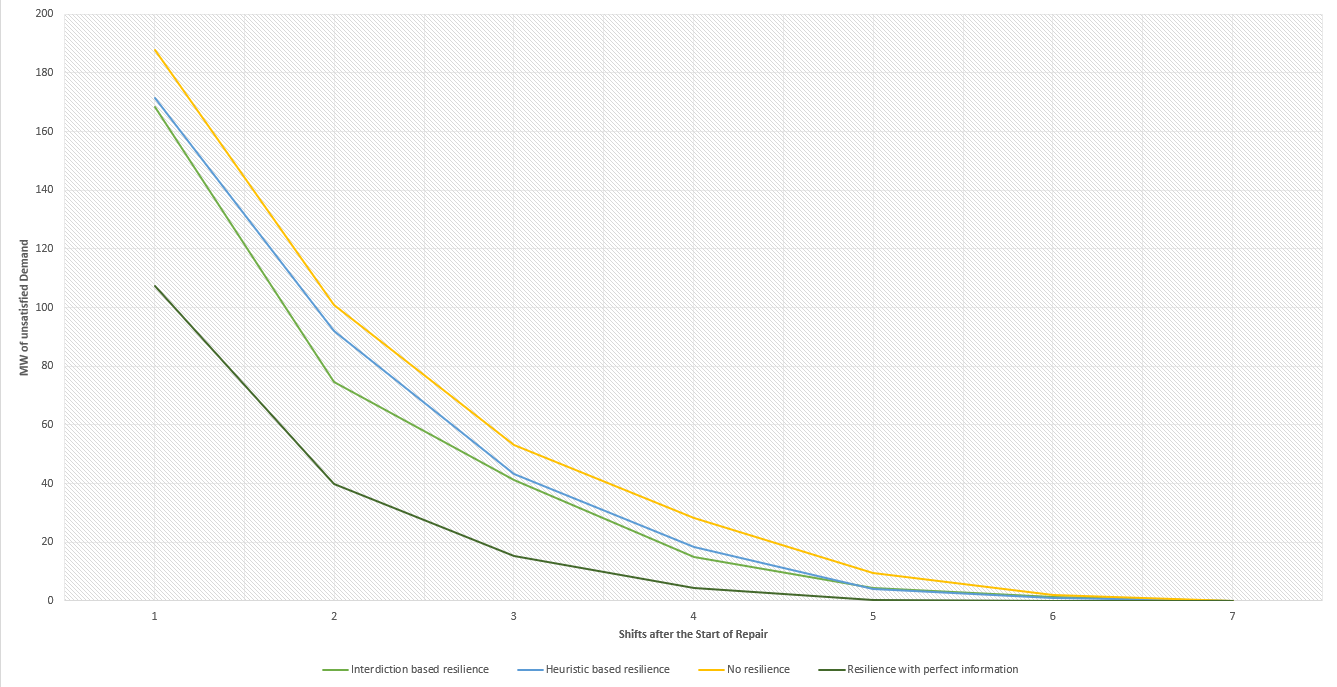 200
180
160
140
120
100
80
60
40
20
0
MW of unsatisfied Demand
1 2 3 4 5 6 7
Shifts after the Start of Repair
Interdiction based resilience Heuristic based resilience No resilience Resilience with perfect information